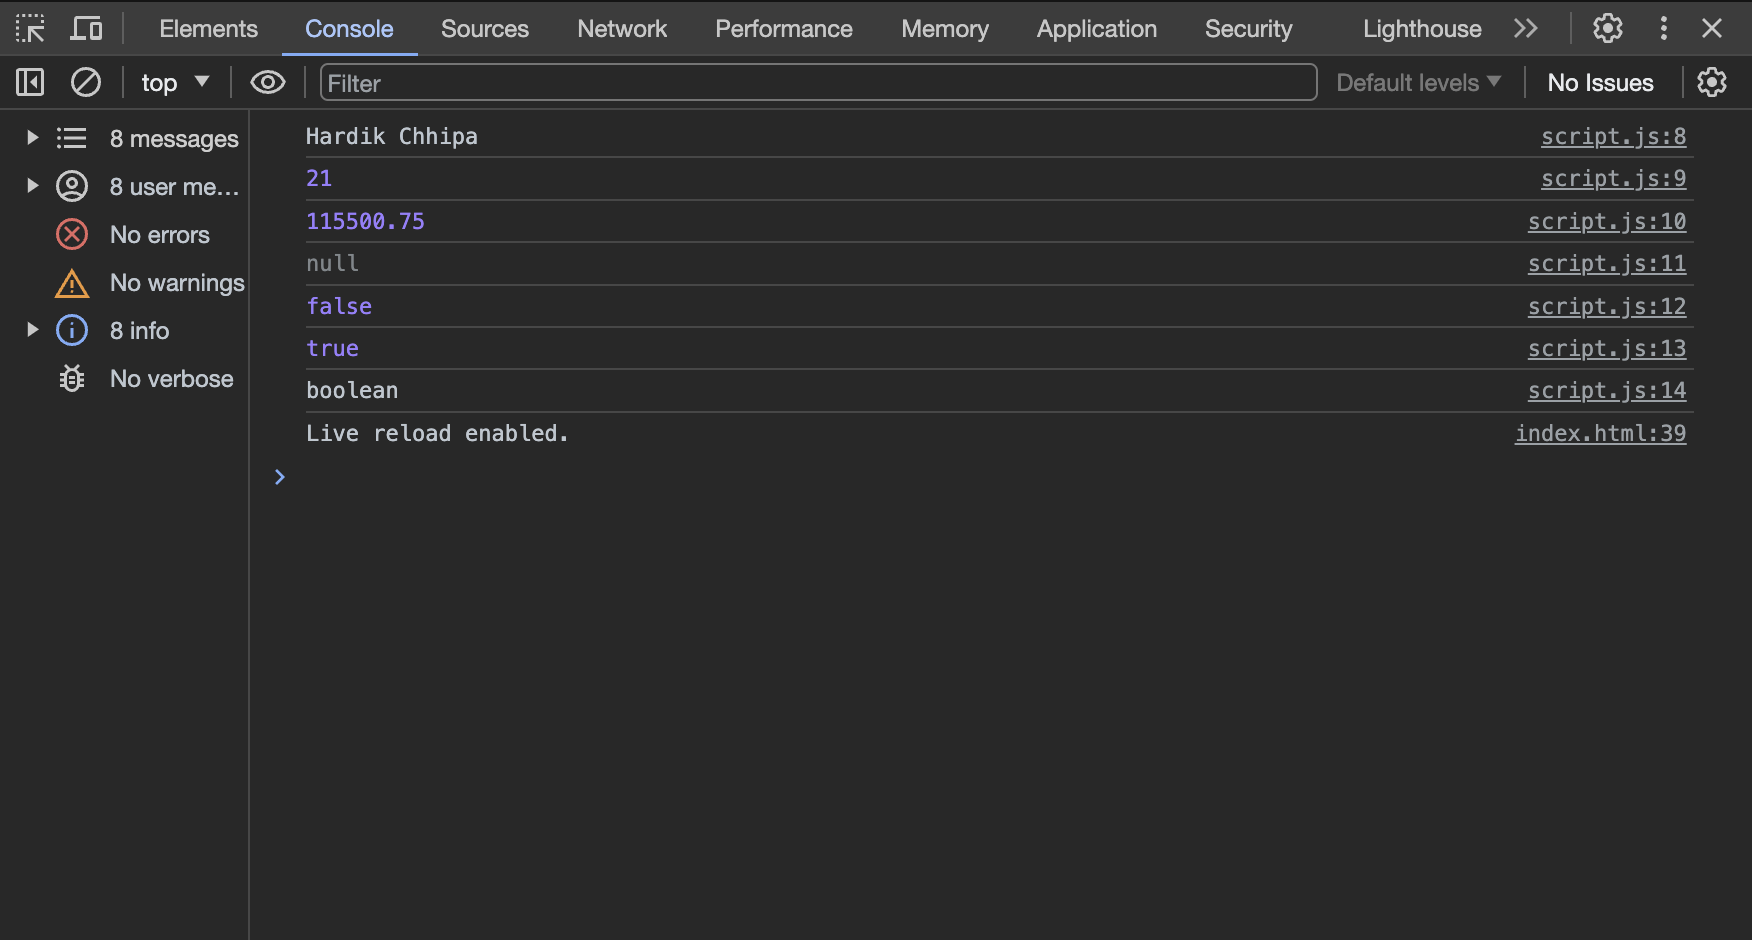 Elements Console Sources Network Performance Memory Application Security Lighthouse
top Filter Default levels No Issues
8 messages
8 user me...
No errors
No warnings
8 info
No verbose
Hardik Chhipa script.js:8
21 script.js:9
115500.75 script.js:10
null script.js:11
false script.js:12
true script.js:13
boolean script.js:14
Live reload enabled. index.html:39